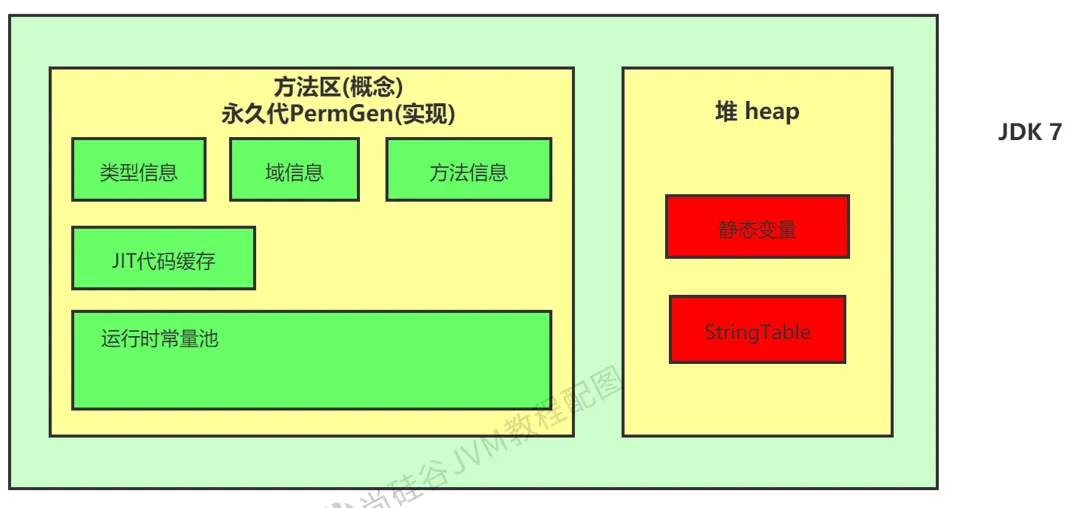 方法区(概念)
永久代PermGen(实现)
堆 heap
JDK 7
类型信息
域信息
方法信息
静态变量
JIT代码缓存
StringTable
运行时常量池
尚硅谷JVM教程配图